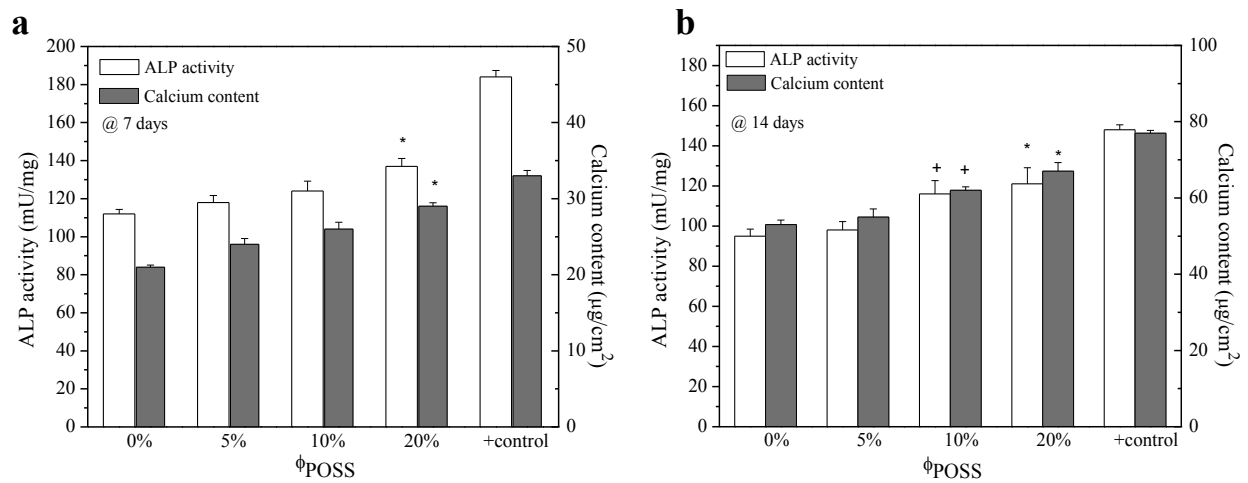 a
ALP activity
Calcium content
@ 7 days
ALP activity (mU/mg)
200
180
160
140
120
100
80
60
40
20
0
50
40
30
20
10
0
Calcium content (µg/cm²)
*
*
0% 5% 10% 20% +control
ϕPOSS
b
ALP activity
Calcium content
@ 14 days
ALP activity (mU/mg)
180
160
140
120
100
80
60
40
20
0
100
80
60
40
20
0
Calcium content (µg/cm²)
+ + * *
0% 5% 10% 20% +control
ϕPOSS